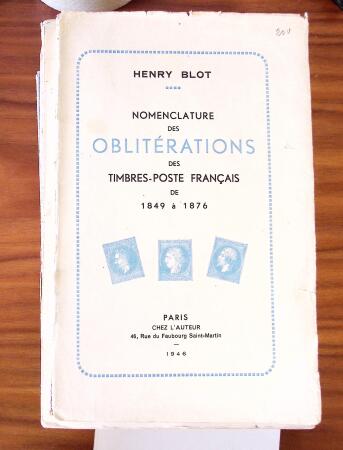 HENRY BLOT
NOMENCLATURE
DES
OBLITÉRATIONS
DES
TIMBRES-POSTE FRANÇAIS
DE
1849 à 1876
PARIS
CHEZ L'AUTEUR
46, Rue du Faubourg Saint-Martin
—
1946